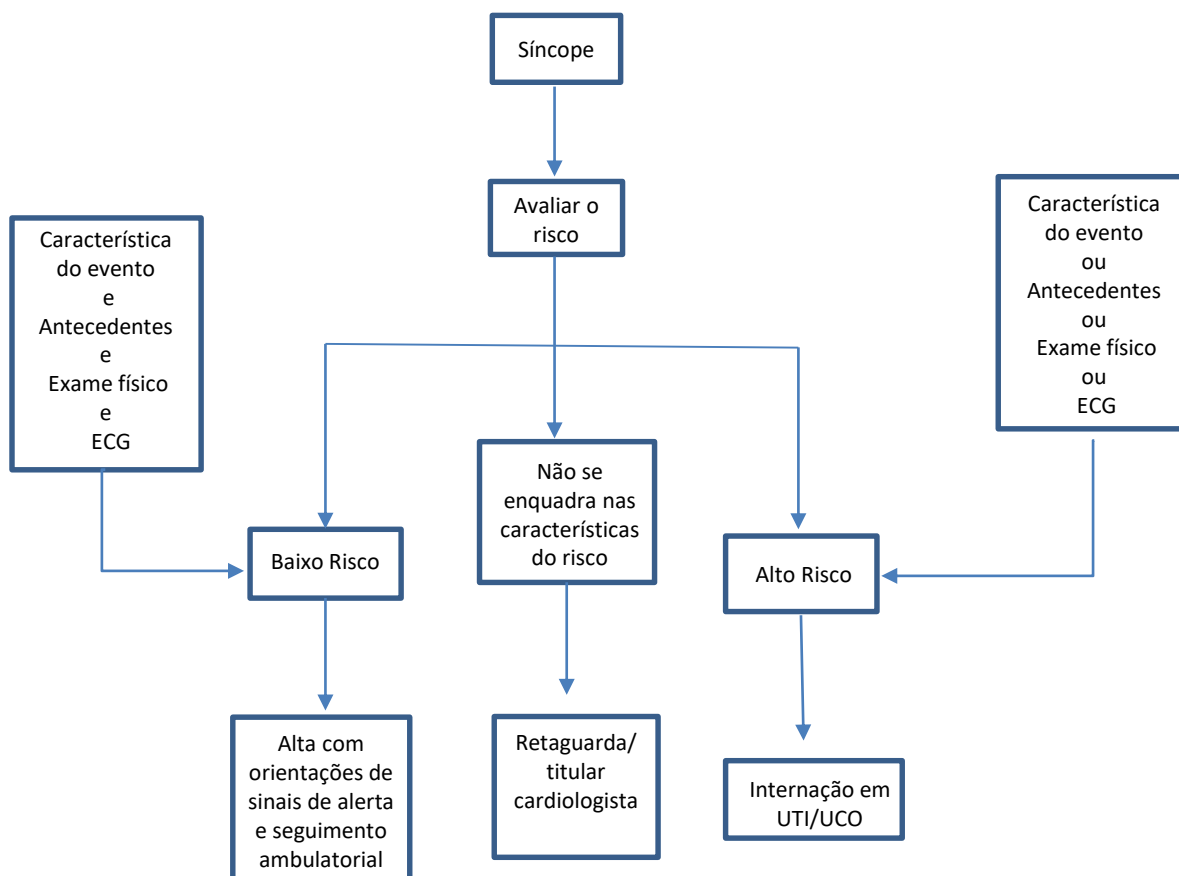 Síncope
Avaliar o
risco
Característica
do evento
e
Antecedentes
e
Exame físico
e
ECG
Característica
do evento
ou
Antecedentes
ou
Exame físico
ou
ECG
Baixo Risco
Não se
enquadra nas
características
do risco
Alto Risco
Alta com
orientações de
sinais de alerta
e seguimento
ambulatorial
Retaguarda/
titular
cardiologista
Internação em
UTI/UCO